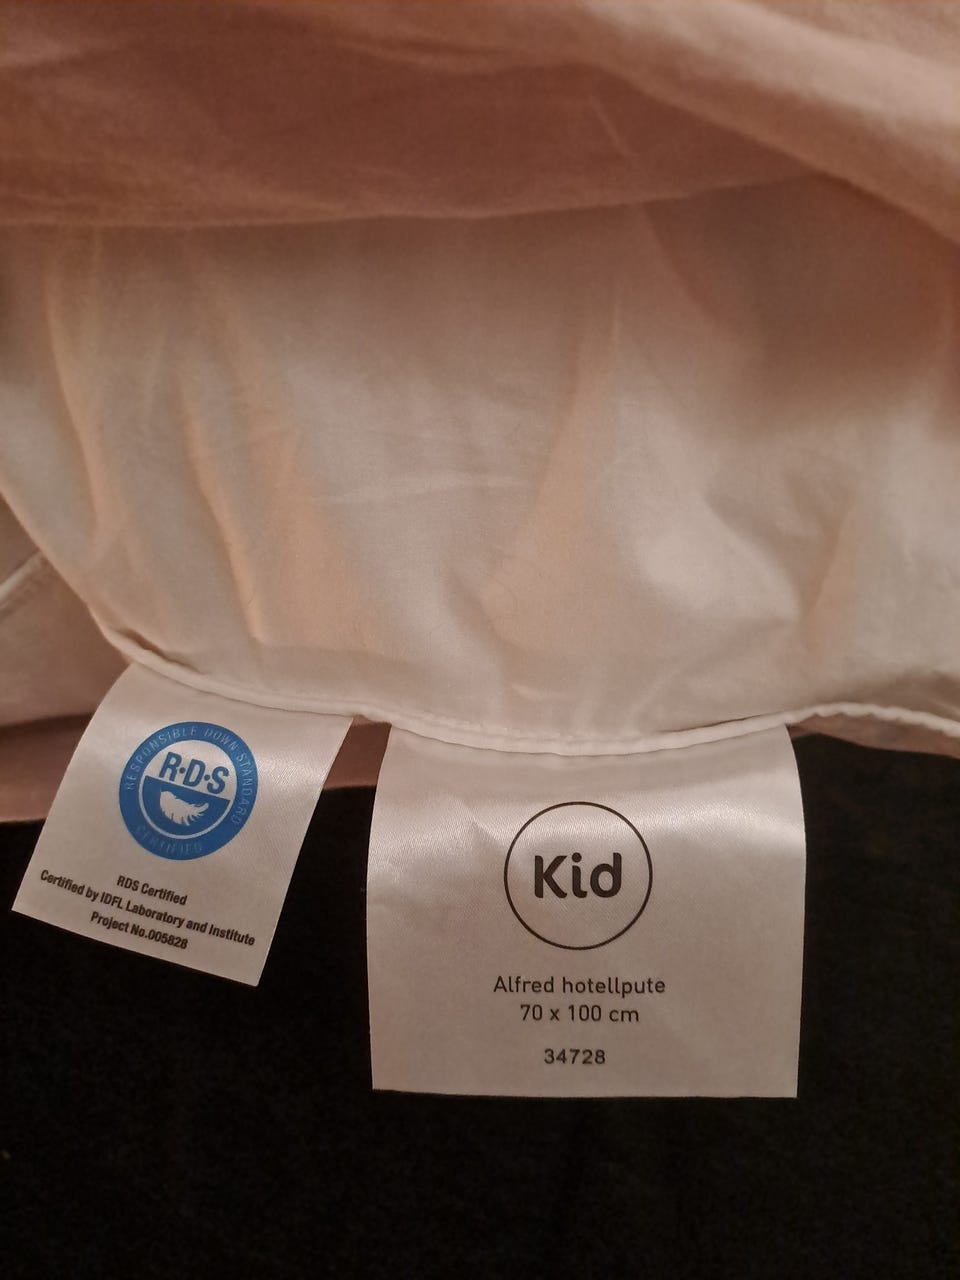 RESPONSIBLE DOWN STANDARD
R·D·S
CERTIFIED
RDS Certified
Certified by IDFL Laboratory and Institute
Project No.005828
Kid
Alfred hotellpute
70 x 100 cm
34728